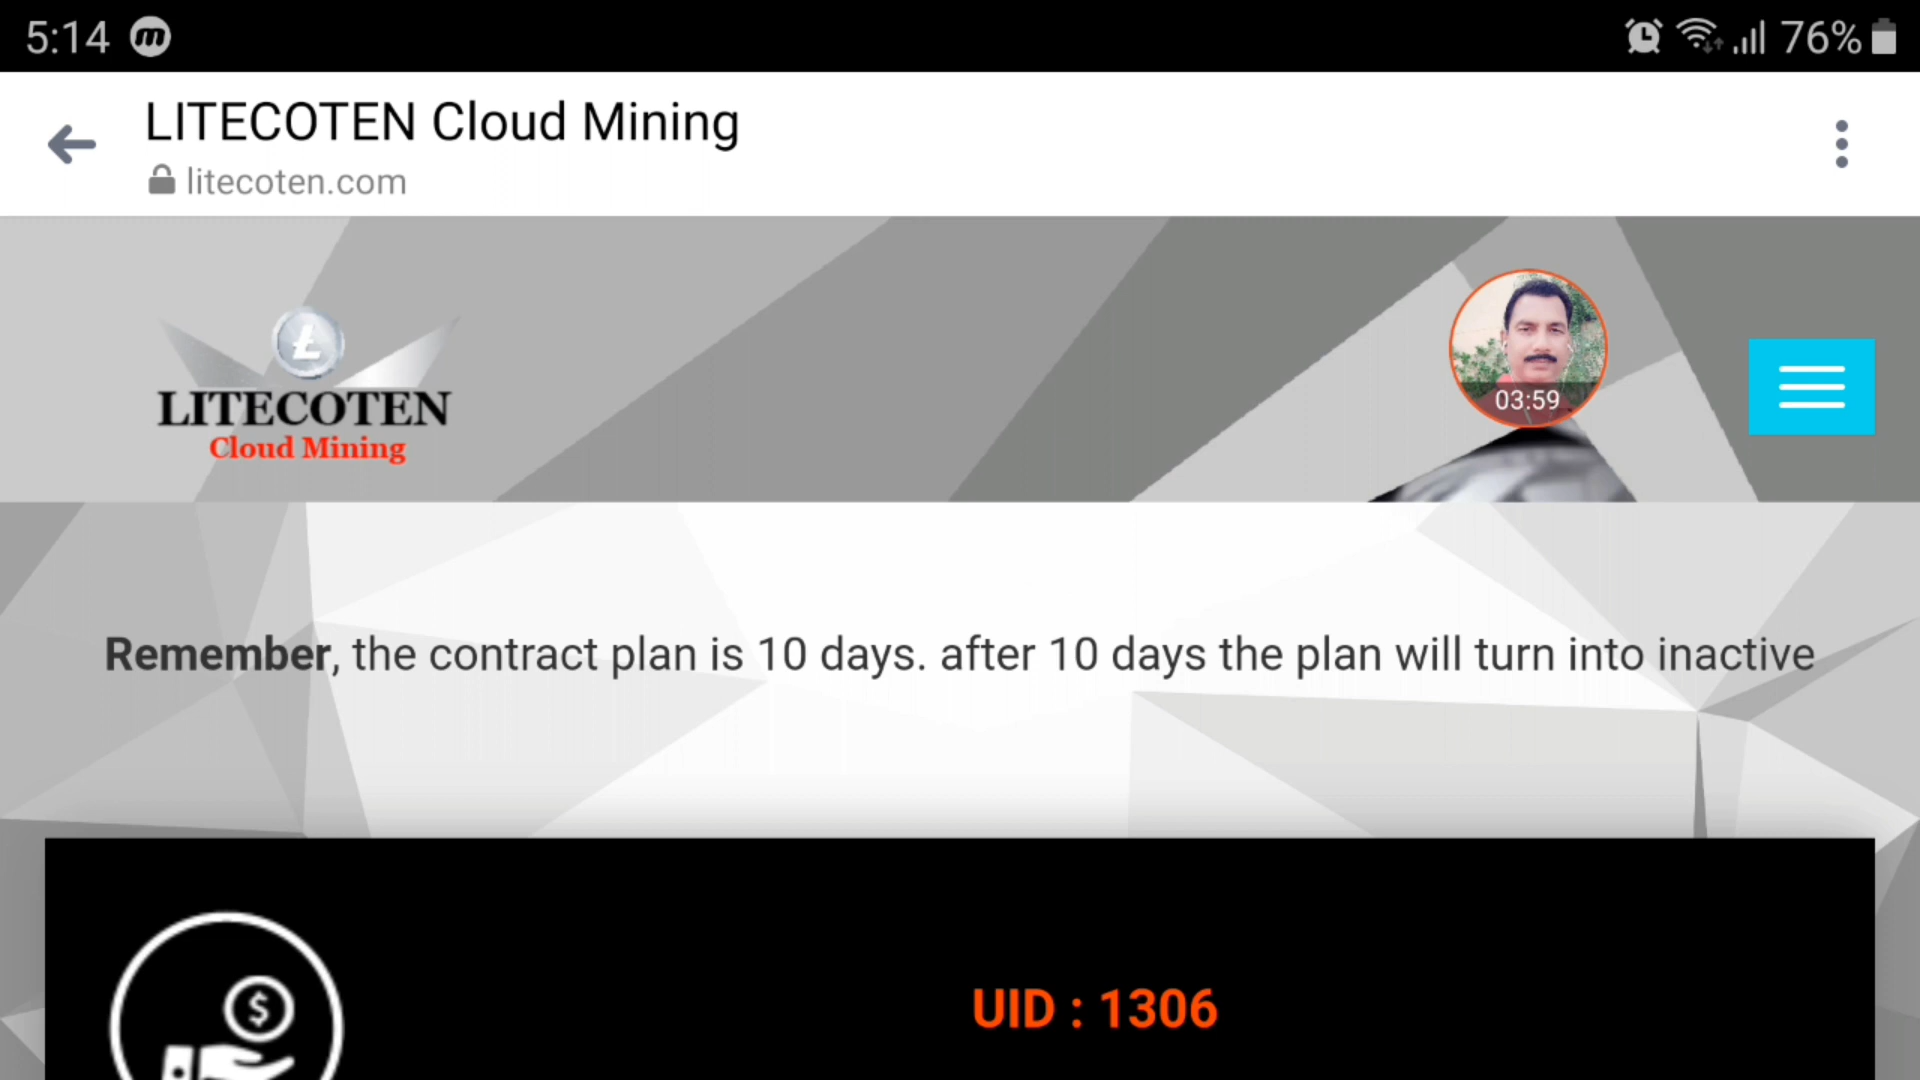 5:14 m 76%
LITECOTEN Cloud Mining
litecoten.com
Ł
LITECOTEN
Cloud Mining
03:59
Remember, the contract plan is 10 days. after 10 days the plan will turn into inactive
$
UID : 1306